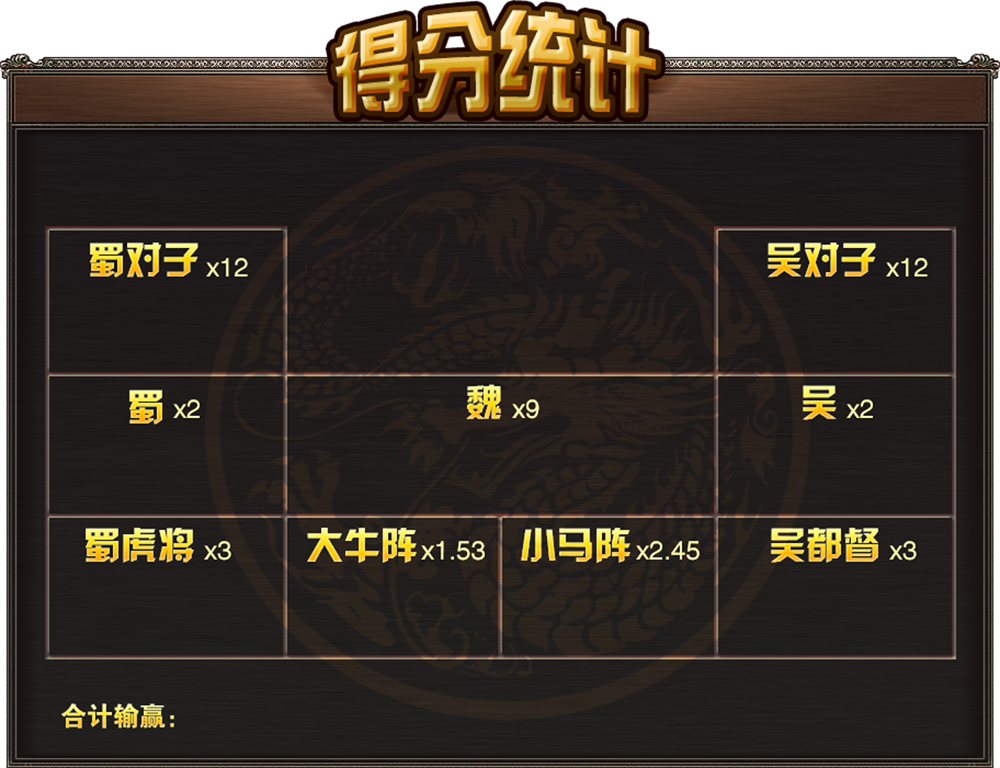 得分统计
蜀对子 x12
吴对子 x12
蜀 x2
魏 x9
吴 x2
蜀虎将 x3
大牛阵 x1.53
小马阵 x2.45
吴都督 x3
合计输赢：